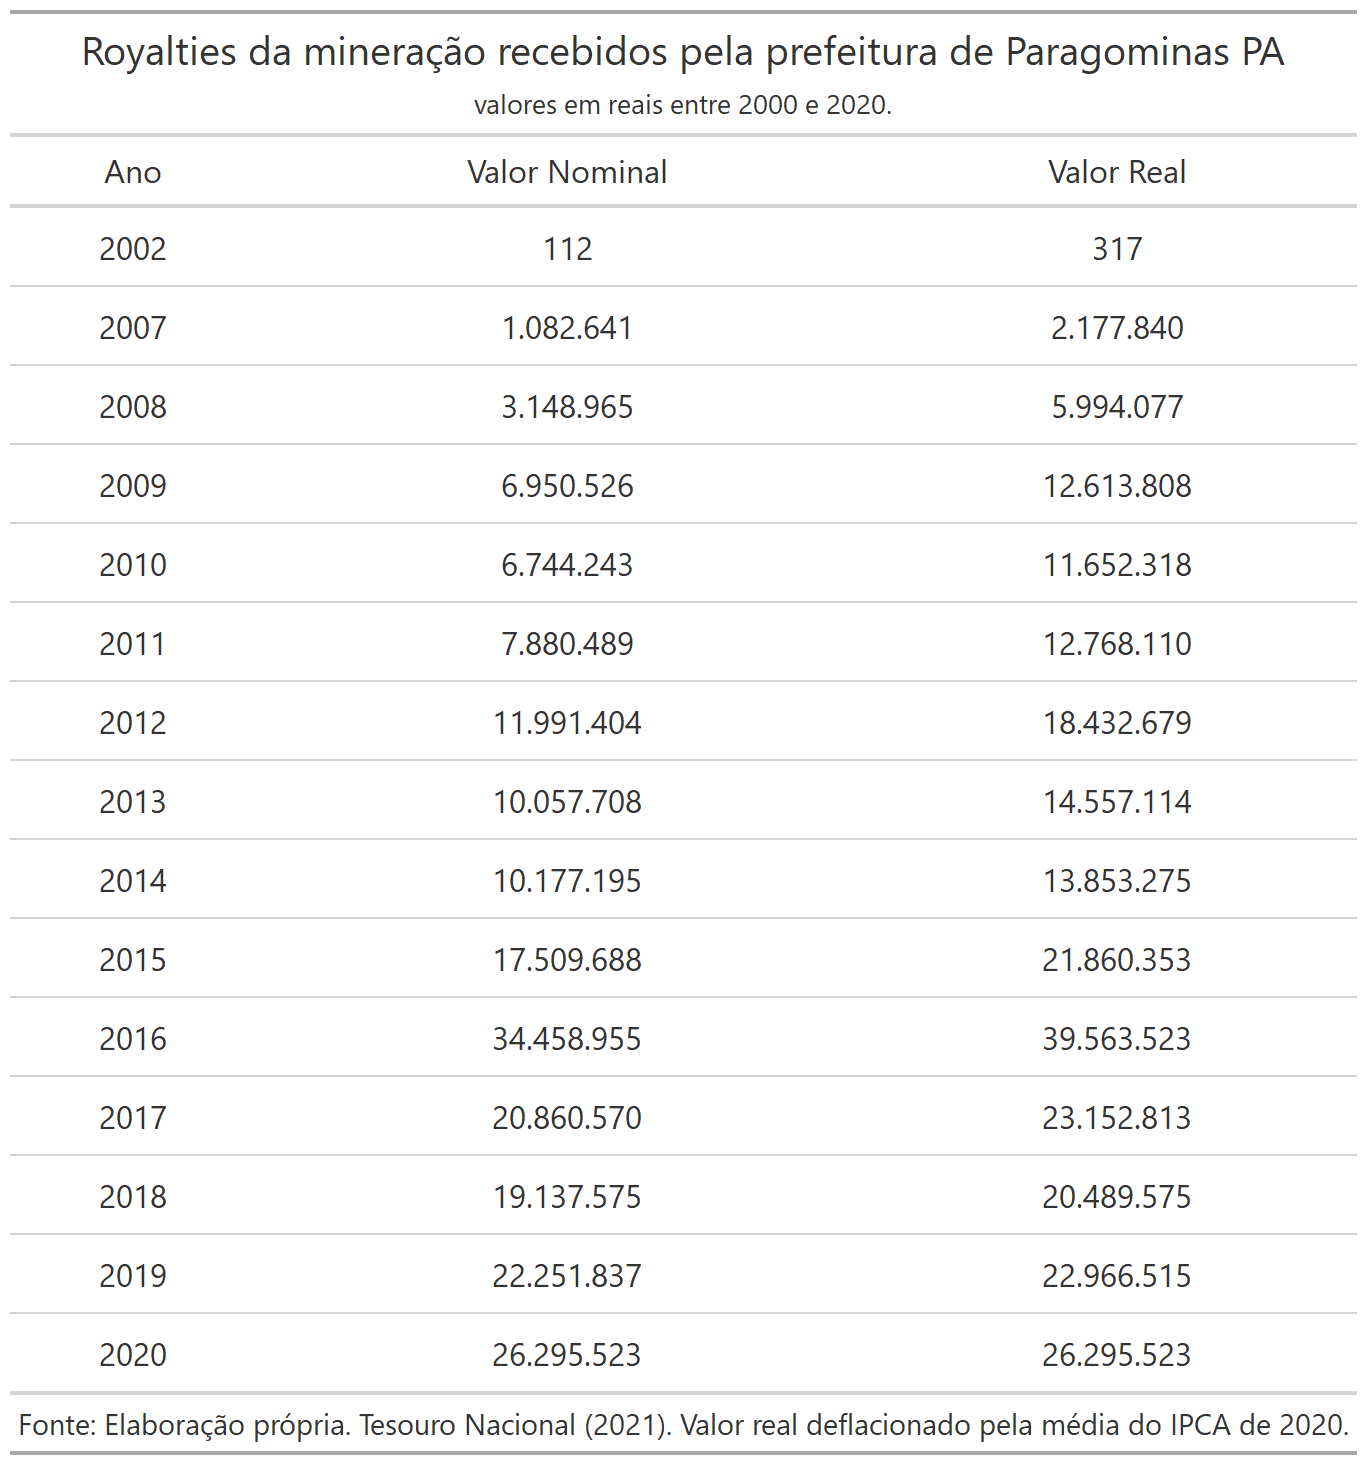 Royalties da mineração recebidos pela prefeitura de Paragominas PA
valores em reais entre 2000 e 2020.
Ano Valor Nominal Valor Real
2002 112 317
2007 1.082.641 2.177.840
2008 3.148.965 5.994.077
2009 6.950.526 12.613.808
2010 6.744.243 11.652.318
2011 7.880.489 12.768.110
2012 11.991.404 18.432.679
2013 10.057.708 14.557.114
2014 10.177.195 13.853.275
2015 17.509.688 21.860.353
2016 34.458.955 39.563.523
2017 20.860.570 23.152.813
2018 19.137.575 20.489.575
2019 22.251.837 22.966.515
2020 26.295.523 26.295.523
Fonte: Elaboração própria. Tesouro Nacional (2021). Valor real deflacionado pela média do IPCA de 2020.